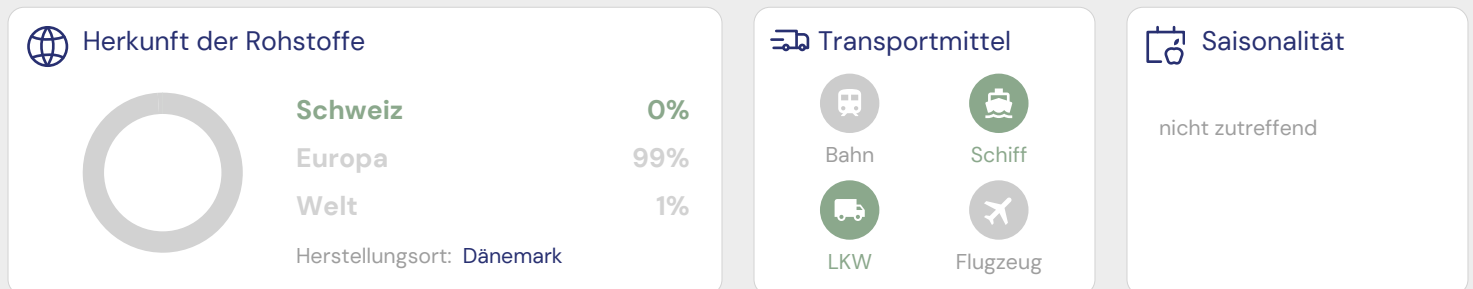 Herkunft der Rohstoffe
Schweiz 0%
Europa 99%
Welt 1%
Herstellungsort: Dänemark
Transportmittel
Bahn Schiff
LKW Flugzeug
Saisonalität
nicht zutreffend